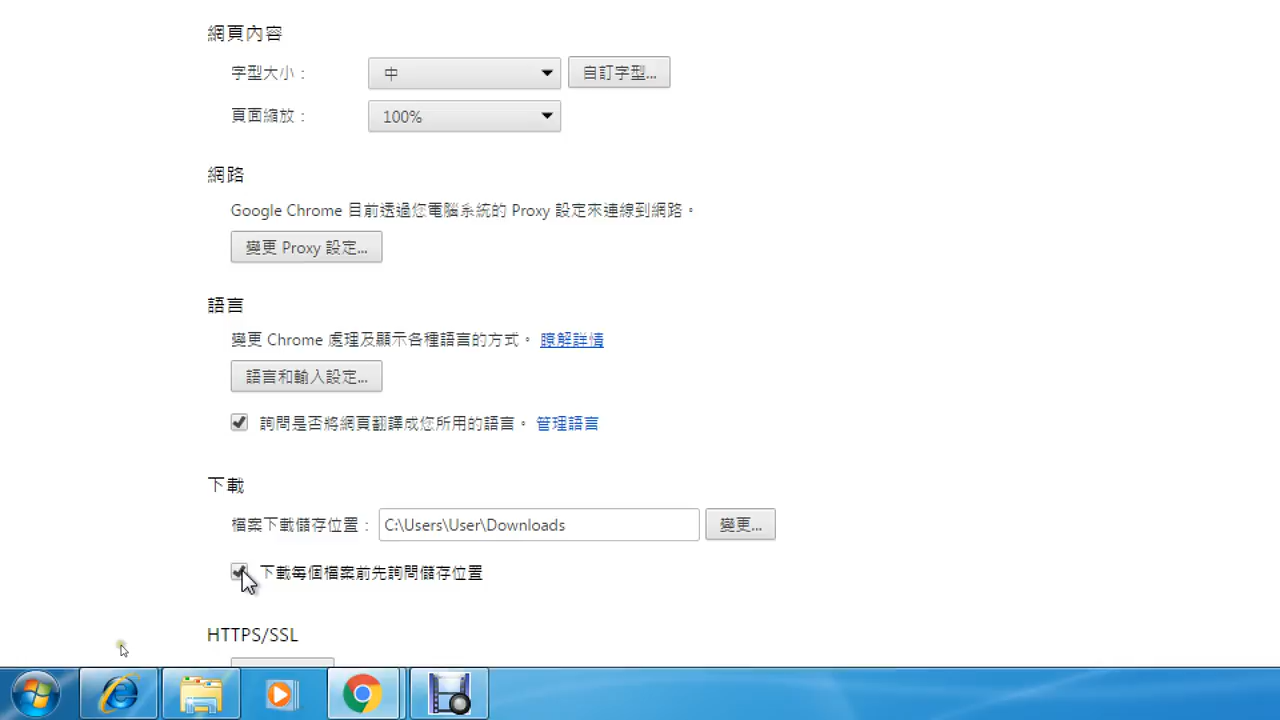 網頁內容
字型大小： 中 自訂字型...
頁面縮放： 100%
網路
Google Chrome 目前透過您電腦系統的 Proxy 設定來連線到網路。
變更 Proxy 設定...
語言
變更 Chrome 處理及顯示各種語言的方式。 瞭解詳情
語言和輸入設定...
詢問是否將網頁翻譯成您所用的語言。 管理語言
下載
檔案下載儲存位置： C:\Users\User\Downloads 變更...
下載每個檔案前先詢問儲存位置
HTTPS/SSL